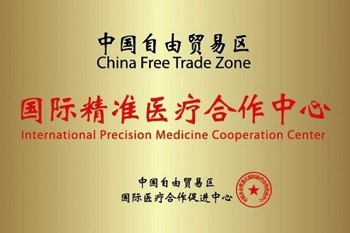 中国自由贸易区
China Free Trade Zone
国际精准医疗合作中心
International Precision Medicine Cooperation Center
中国自由贸易区
国际医疗合作促进中心